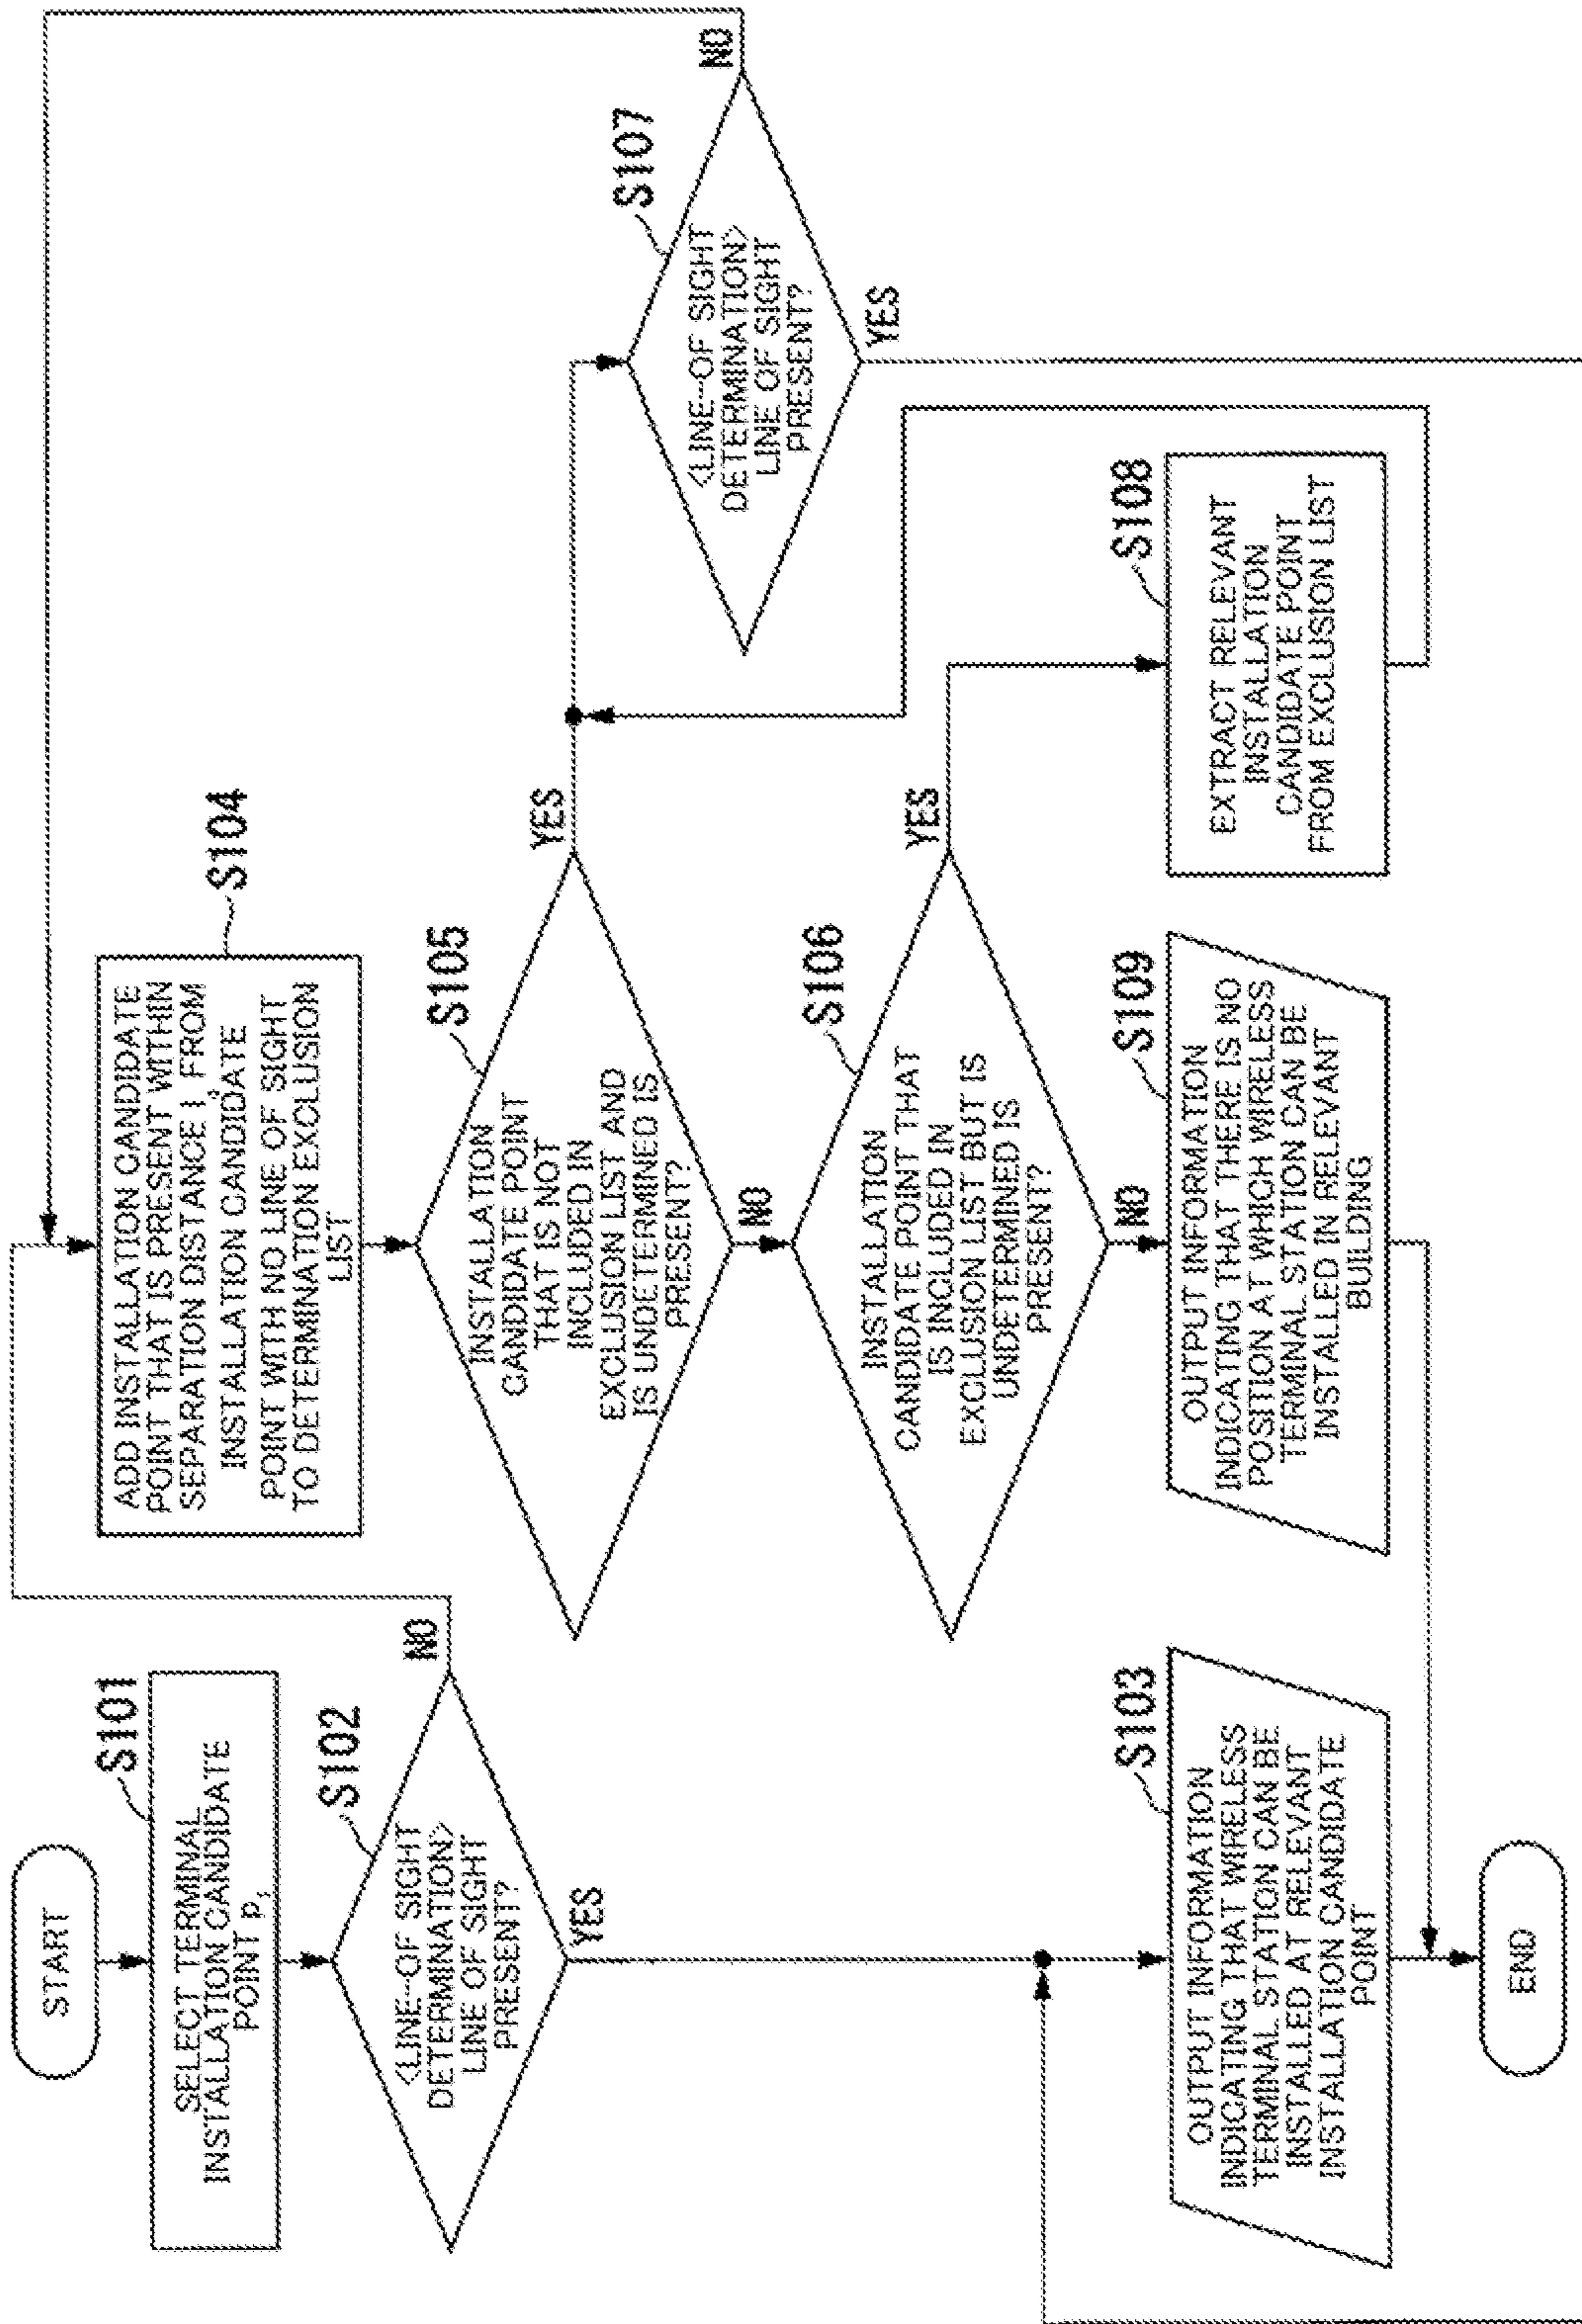 START
S101
SELECT TERMINAL
INSTALLATION CANDIDATE
POINT pi
S102
<LINE-OF SIGHT
DETERMINATION>
LINE OF SIGHT
PRESENT?
NO
YES
S103
OUTPUT INFORMATION
INDICATING THAT WIRELESS
TERMINAL STATION CAN BE
INSTALLED AT RELEVANT
INSTALLATION CANDIDATE
POINT
END
S104
ADD INSTALLATION CANDIDATE
POINT THAT IS PRESENT WITHIN
SEPARATION DISTANCE ld FROM
INSTALLATION CANDIDATE
POINT WITH NO LINE OF SIGHT
TO DETERMINATION EXCLUSION
LIST
S105
INSTALLATION
CANDIDATE POINT
THAT IS NOT
INCLUDED IN
EXCLUSION LIST AND
IS UNDETERMINED IS
PRESENT?
YES
NO
S106
INSTALLATION
CANDIDATE POINT THAT
IS INCLUDED IN
EXCLUSION LIST BUT IS
UNDETERMINED IS
PRESENT?
YES
NO
S109
OUTPUT INFORMATION
INDICATING THAT THERE IS NO
POSITION AT WHICH WIRELESS
TERMINAL STATION CAN BE
INSTALLED IN RELEVANT
BUILDING
S107
<LINE-OF SIGHT
DETERMINATION>
LINE OF SIGHT
PRESENT?
NO
YES
S108
EXTRACT RELEVANT
INSTALLATION
CANDIDATE POINT
FROM EXCLUSION LIST